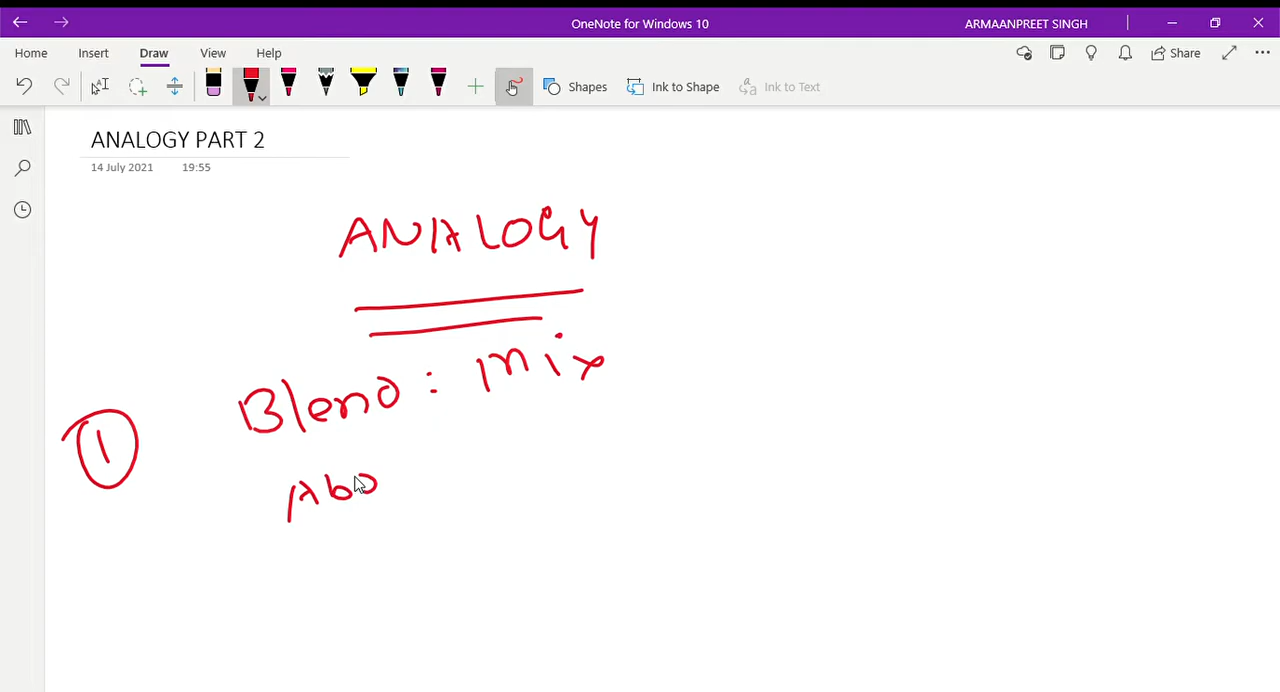 OneNote for Windows 10
ARMAANPREET SINGH
Home Insert Draw View Help
Share
Shapes
Ink to Shape
Ink to Text
ANALOGY PART 2
14 July 2021 19:55
ANALOGY
Blend : Mix
1
Abo